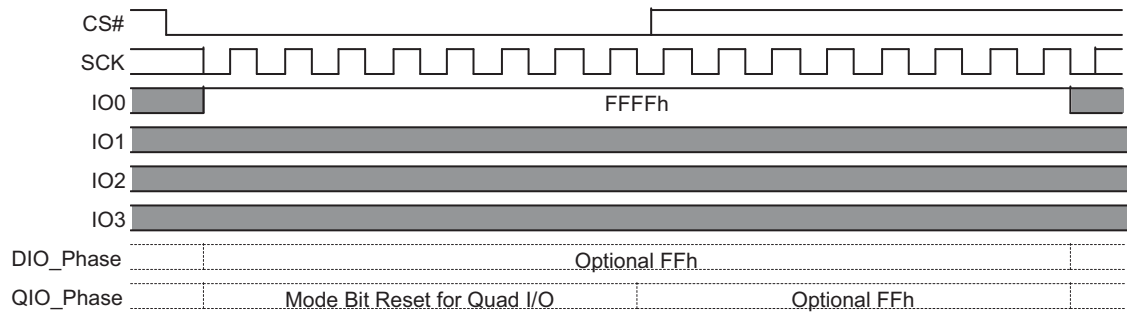 CS#
SCK
IO0
FFFFh
IO1
IO2
IO3
DIO_Phase
Optional FFh
QIO_Phase
Mode Bit Reset for Quad I/O
Optional FFh